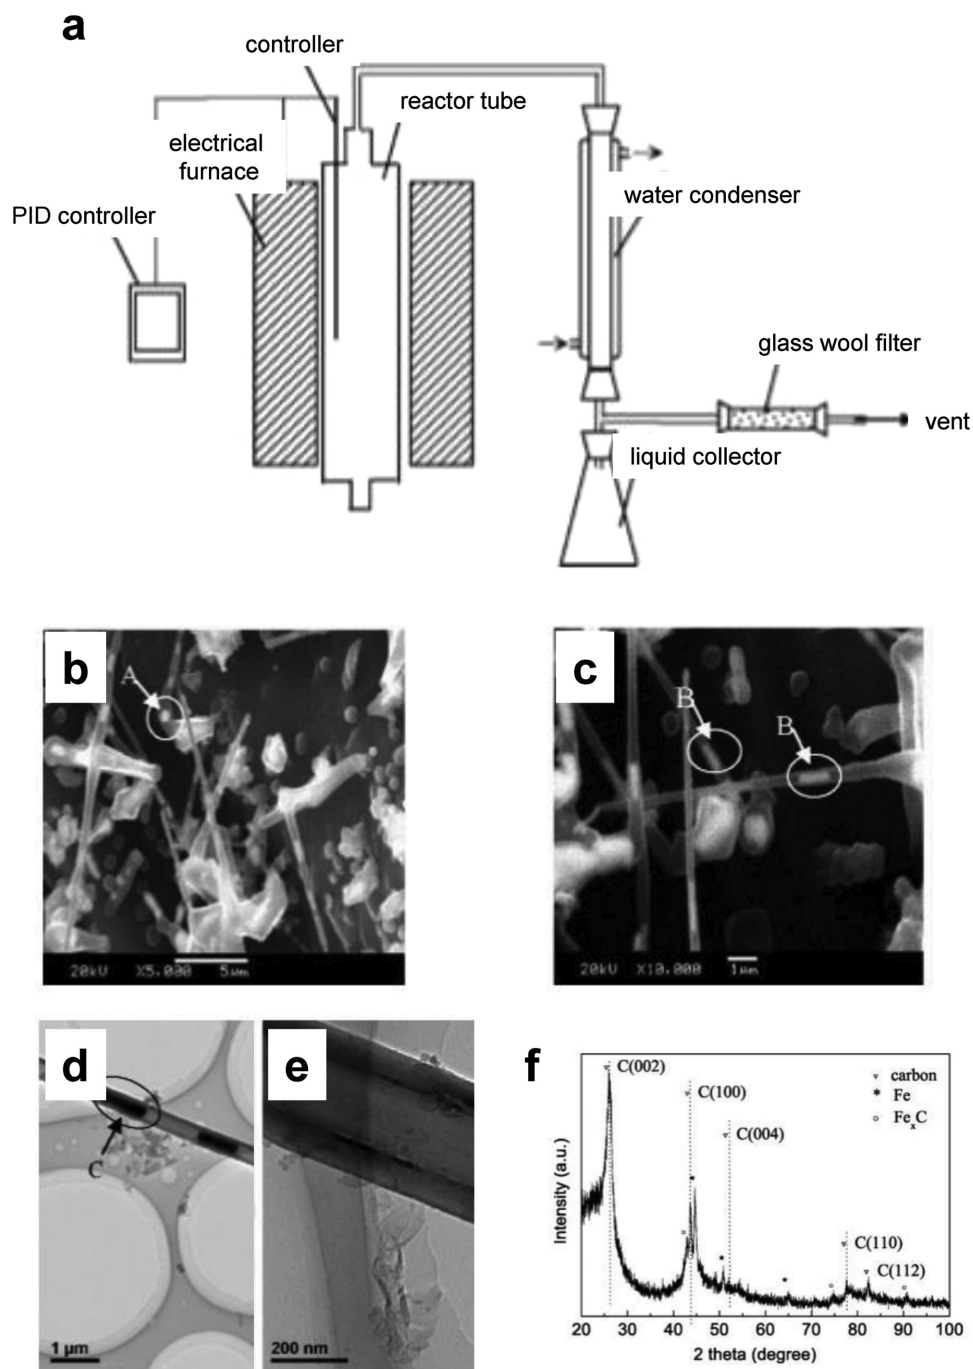 a
controller
reactor tube
electrical
furnace
PID controller
water condenser
glass wool filter
vent
liquid collector
b
A
20kV X5,000 5µm
c
B
B
20kV X10,000 1µm
d
C
1 µm
e
200 nm
f
C(002)
C(100)
C(004)
C(110)
C(112)
▿ carbon
* Fe
○ FeₓC
Intensity (a.u.)
20 30 40 50 60 70 80 90 100
2 theta (degree)